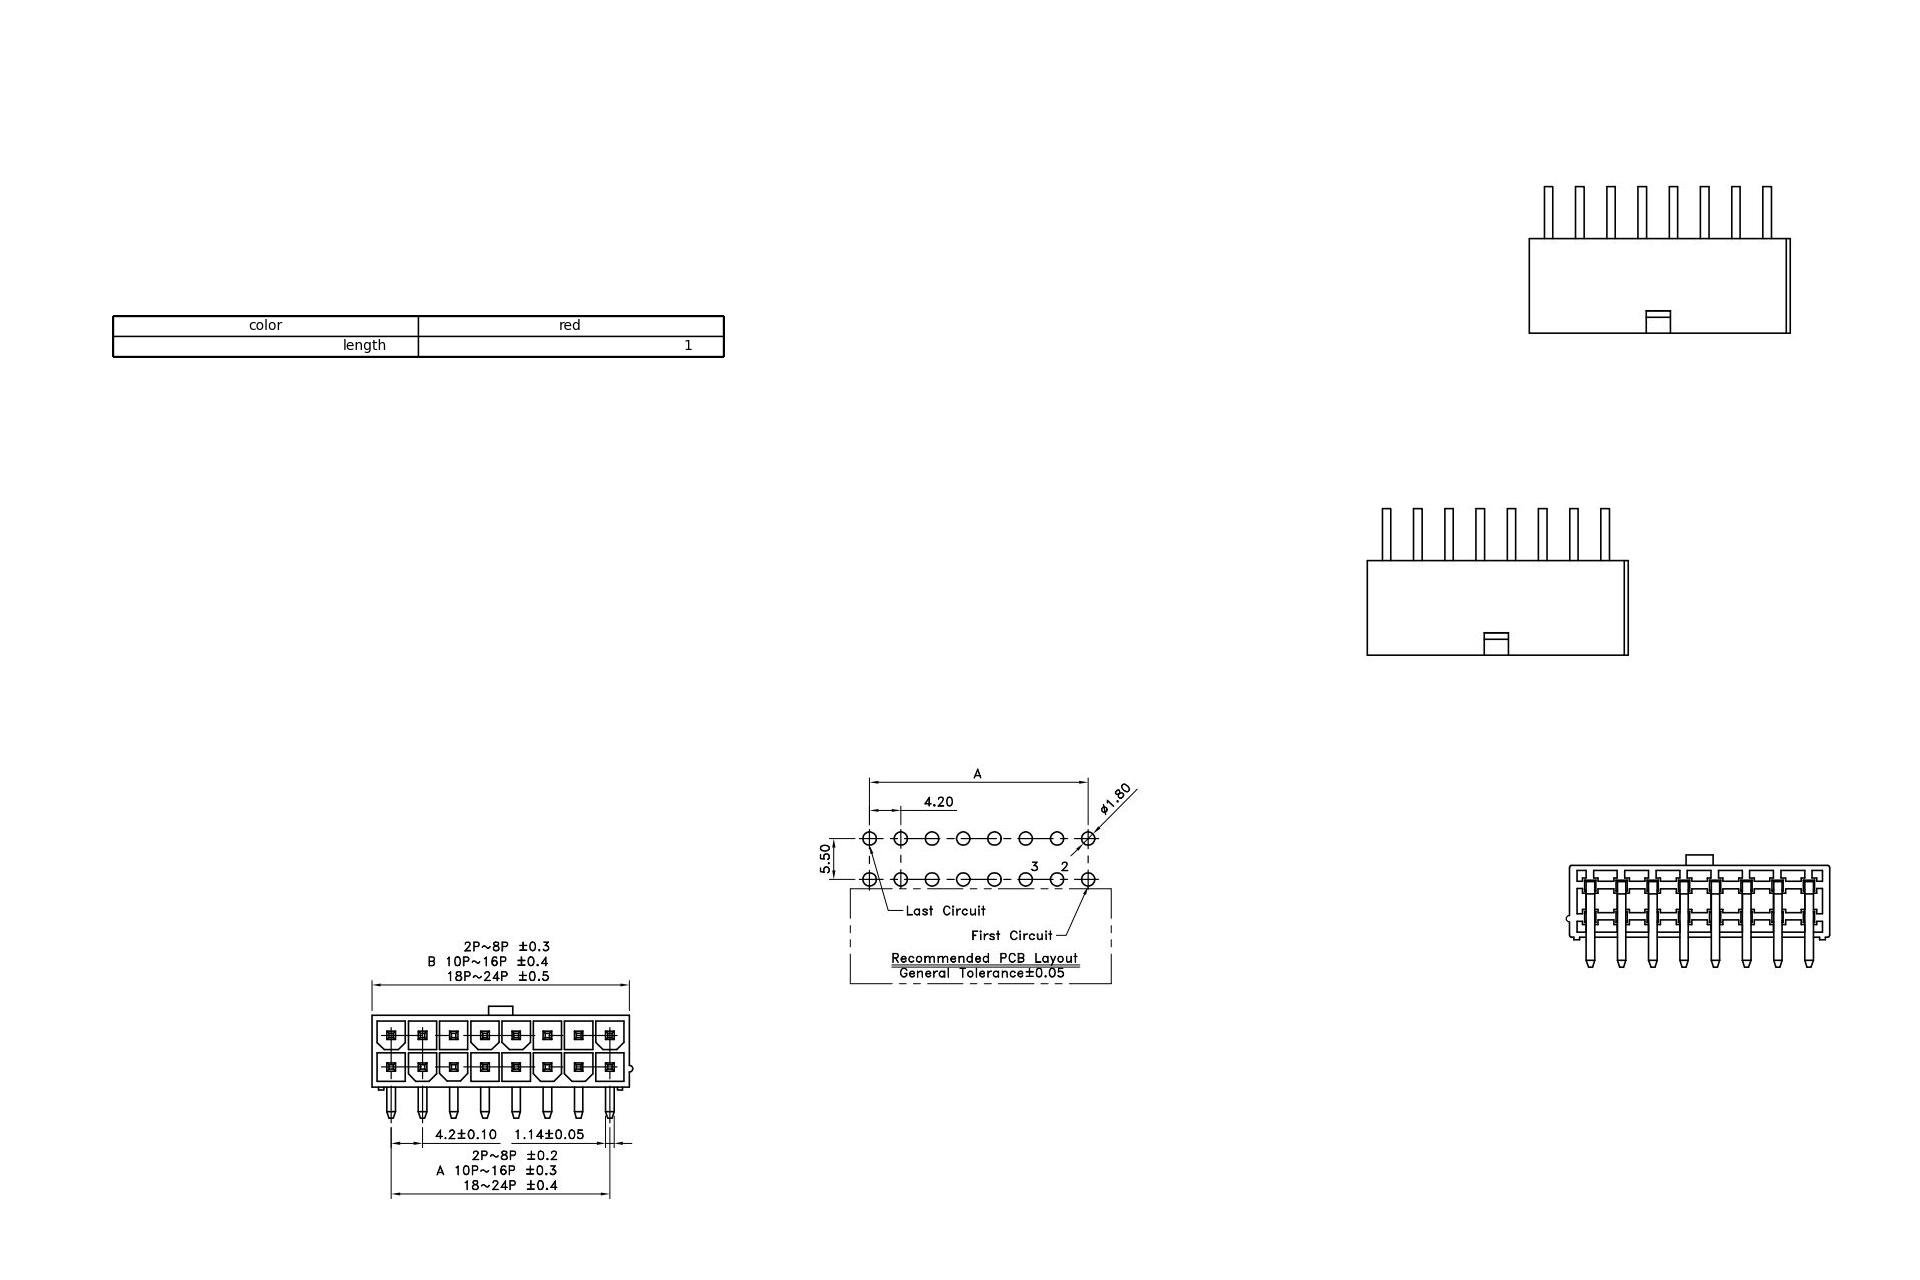 color red
length 1
A
4.20
ø1.80
5.50
3 2
Last Circuit
First Circuit
Recommended PCB Layout
General Tolerance±0.05
2P~8P ±0.3
B 10P~16P ±0.4
18P~24P ±0.5
4.2±0.10 1.14±0.05
2P~8P ±0.2
A 10P~16P ±0.3
18~24P ±0.4